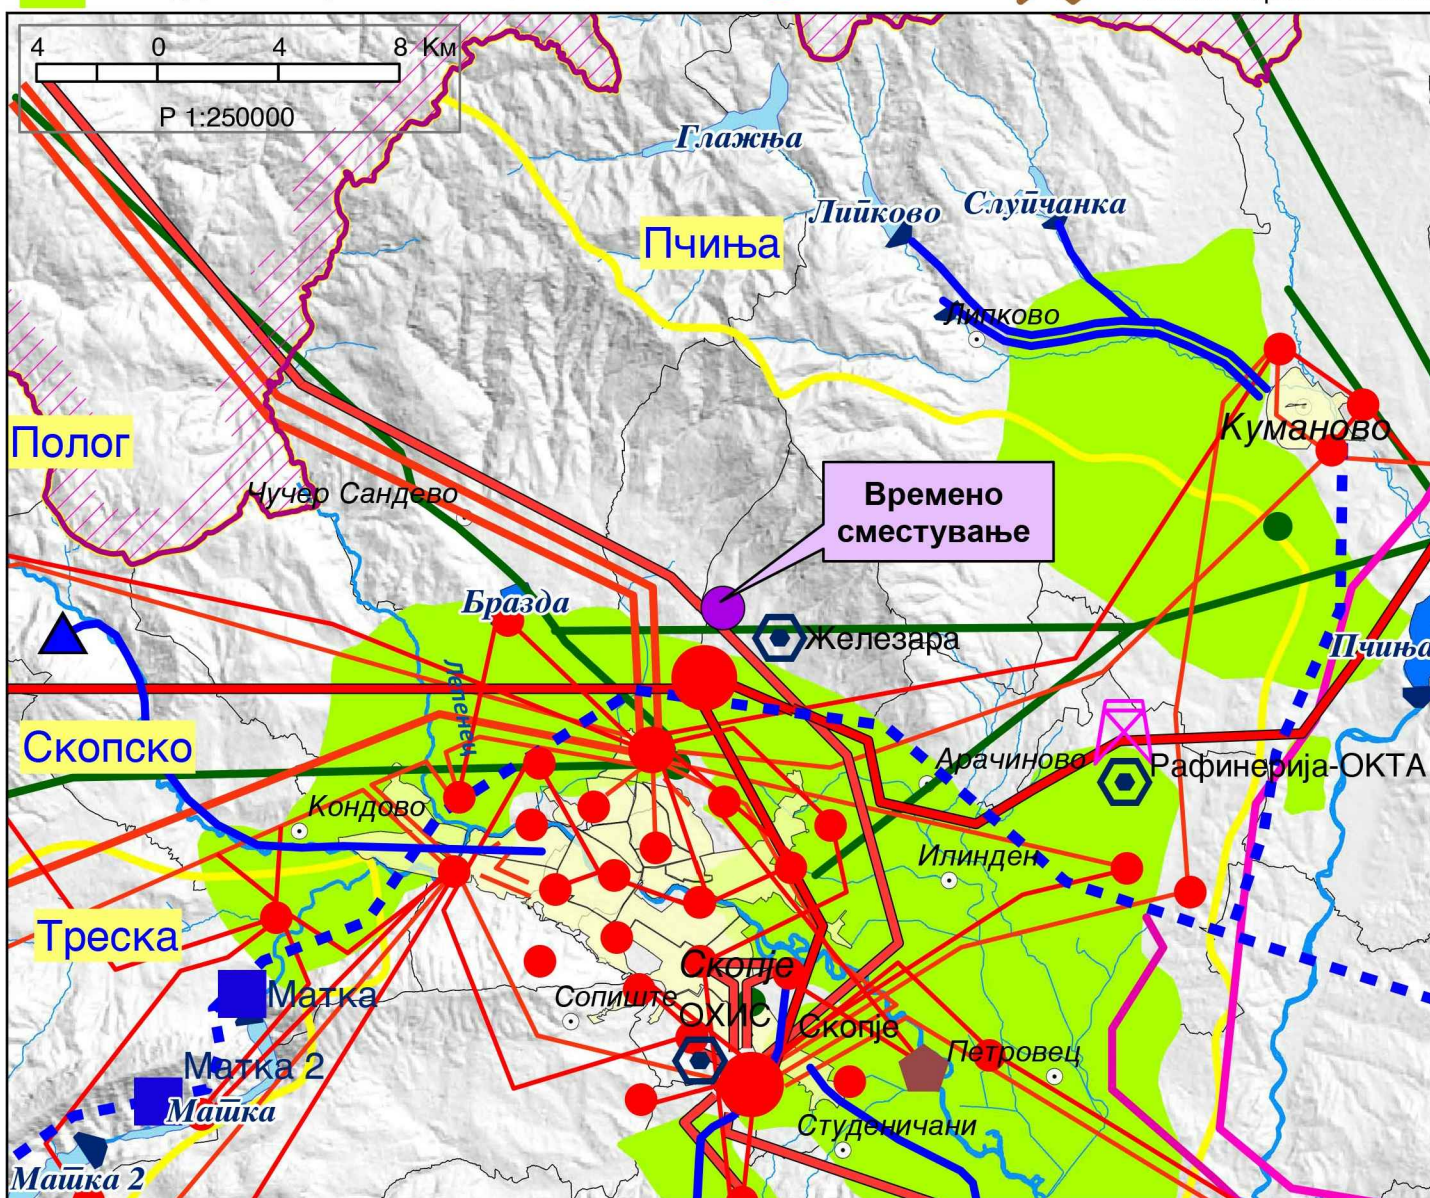 4 0 4 8 Км
Р 1:250000
Глажња
Липково
Слупчанка
Пчиња
Липково
Куманово
Полог
Чучер Сандево
Времено
сместување
Бразда
Железара
Пчиња
Лепенец
Скопско
Арачиново
Рафинерија-ОКТА
Кондово
Илинден
Треска
Скопје
Матка
Сопиште
ОХИС
Скопје
Петровец
Матка 2
Матка
Студеничани
Матка 2